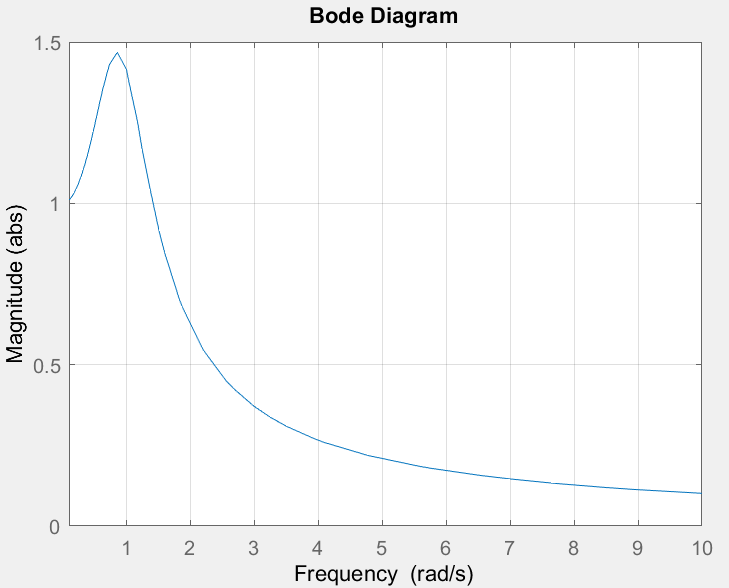 Bode Diagram
1.5
1
0.5
0
Magnitude (abs)
1 2 3 4 5 6 7 8 9 10
Frequency (rad/s)